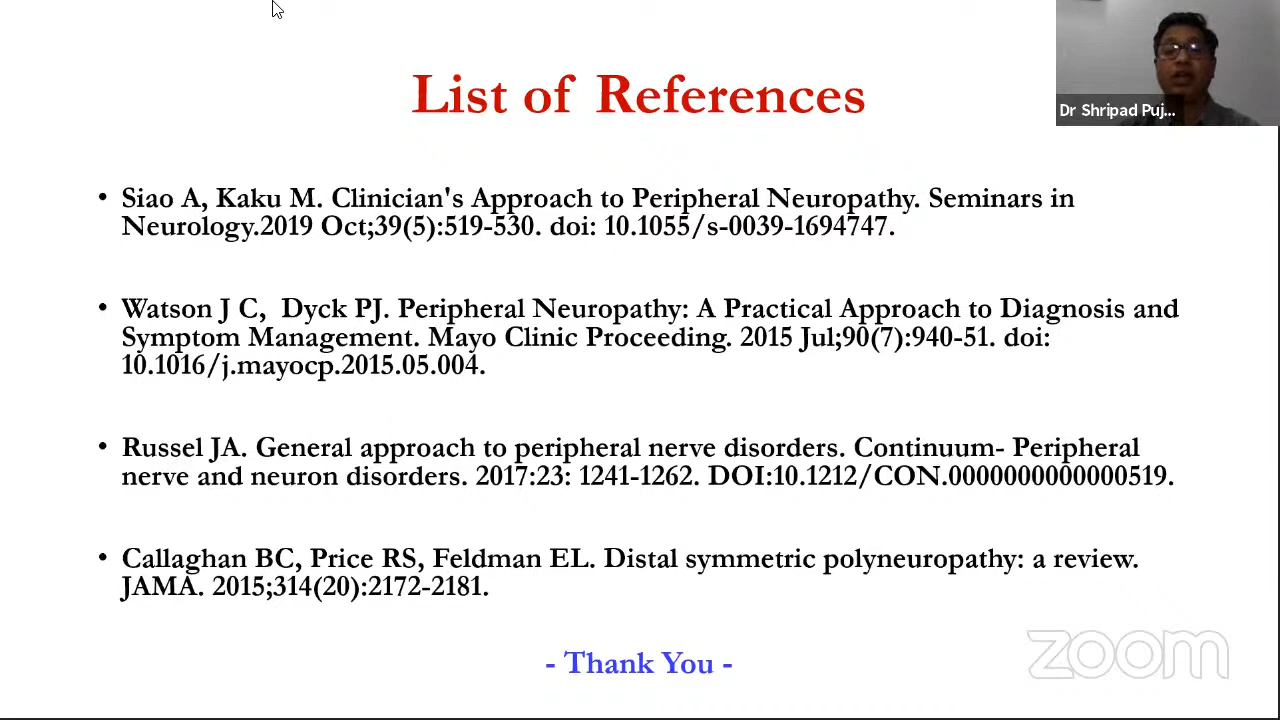 List of References
Dr Shripad Puj...
• Siao A, Kaku M. Clinician's Approach to Peripheral Neuropathy. Seminars in
Neurology.2019 Oct;39(5):519-530. doi: 10.1055/s-0039-1694747.
• Watson J C,  Dyck PJ. Peripheral Neuropathy: A Practical Approach to Diagnosis and
Symptom Management. Mayo Clinic Proceeding. 2015 Jul;90(7):940-51. doi:
10.1016/j.mayocp.2015.05.004.
• Russel JA. General approach to peripheral nerve disorders. Continuum- Peripheral
nerve and neuron disorders. 2017:23: 1241-1262. DOI:10.1212/CON.0000000000000519.
• Callaghan BC, Price RS, Feldman EL. Distal symmetric polyneuropathy: a review.
JAMA. 2015;314(20):2172-2181.
- Thank You -
zoom